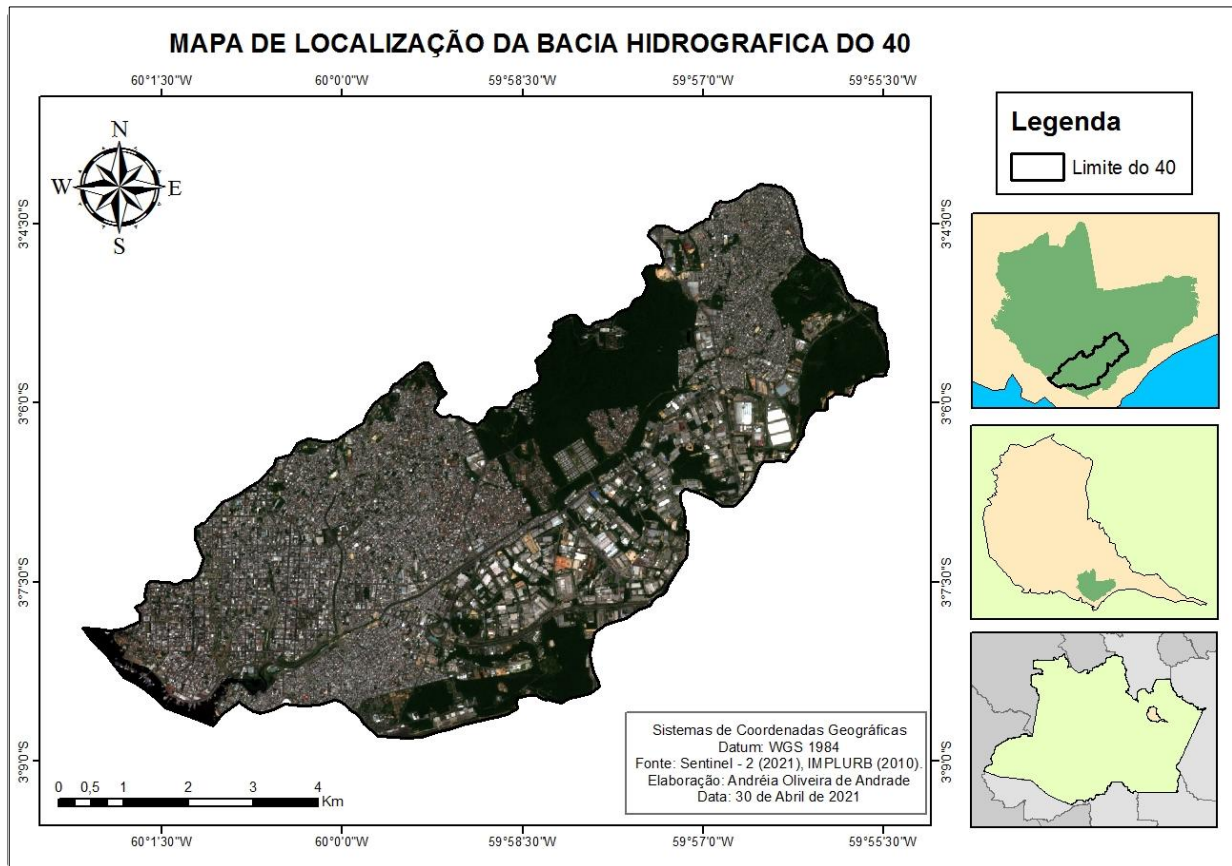 MAPA DE LOCALIZAÇÃO DA BACIA HIDROGRAFICA DO 40
60°1'30"W 60°0'0"W 59°58'30"W 59°57'0"W 59°55'30"W
N
W E
S
3°4'30"S 3°4'30"S
3°6'0"S 3°6'0"S
3°7'30"S 3°7'30"S
3°9'0"S 3°9'0"S
Legenda
Limite do 40
Sistemas de Coordenadas Geográficas
Datum: WGS 1984
Fonte: Sentinel - 2 (2021), IMPLURB (2010).
Elaboração: Andréia Oliveira de Andrade
Data: 30 de Abril de 2021
0 0,5 1 2 3 4
Km
60°1'30"W 60°0'0"W 59°58'30"W 59°57'0"W 59°55'30"W